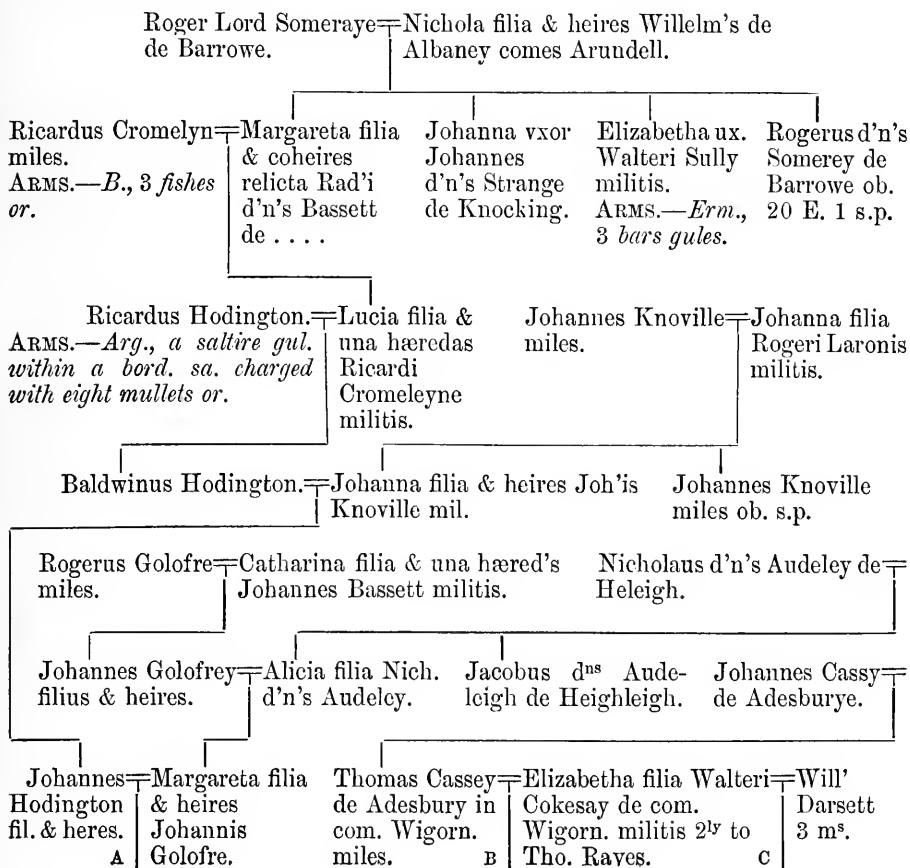 Roger Lord Someraye
de Barrowe.
Nichola filia & heires Willelm's de
Albaney comes Arundell.
Ricardus Cromelyn
miles.
ARMS.—B., 3 fishes
or.
Margareta filia
& coheires
relicta Rad'i
d'n's Bassett
de . . . .
Johanna vxor
Johannes
d'n's Strange
de Knocking.
Elizabetha ux.
Walteri Sully
militis.
ARMS.—Erm.,
3 bars gules.
Rogerus d'n's
Somerey de
Barrowe ob.
20 E. 1 s.p.
Ricardus Hodington.
ARMS.—Arg., a saltire gul.
within a bord. sa. charged
with eight mullets or.
Lucia filia &
una hæredas
Ricardi
Cromeleyne
militis.
Johannes Knoville
miles.
Johanna filia
Rogeri Laronis
militis.
Baldwinus Hodington.
Johanna filia & heires Joh'is
Knoville mil.
Johannes Knoville
miles ob. s.p.
Rogerus Golofre
miles.
Catharina filia & una hæred's
Johannes Bassett militis.
Nicholaus d'n's Audeley de
Heleigh.
Johannes Golofrey
filius & heires.
Alicia filia Nich.
d'n's Audeley.
Jacobus dns Aude-
leigh de Heighleigh.
Johannes Cassy
de Adesburye.
Johannes
Hodington
fil. & heres.
A
Margareta filia
& heires
Johannis
Golofre.
Thomas Cassey
de Adesbury in
com. Wigorn.
miles.
B
Elizabetha filia Walteri
Cokesay de com.
Wigorn. militis 2ly to
Tho. Raves.
C
Will'
Darsett
3 ms.